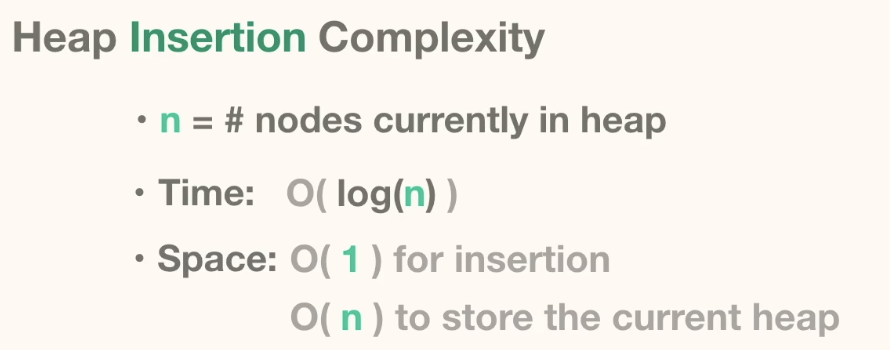 Heap Insertion Complexity
• n = # nodes currently in heap
• Time: O( log(n) )
• Space: O( 1 ) for insertion
O( n ) to store the current heap